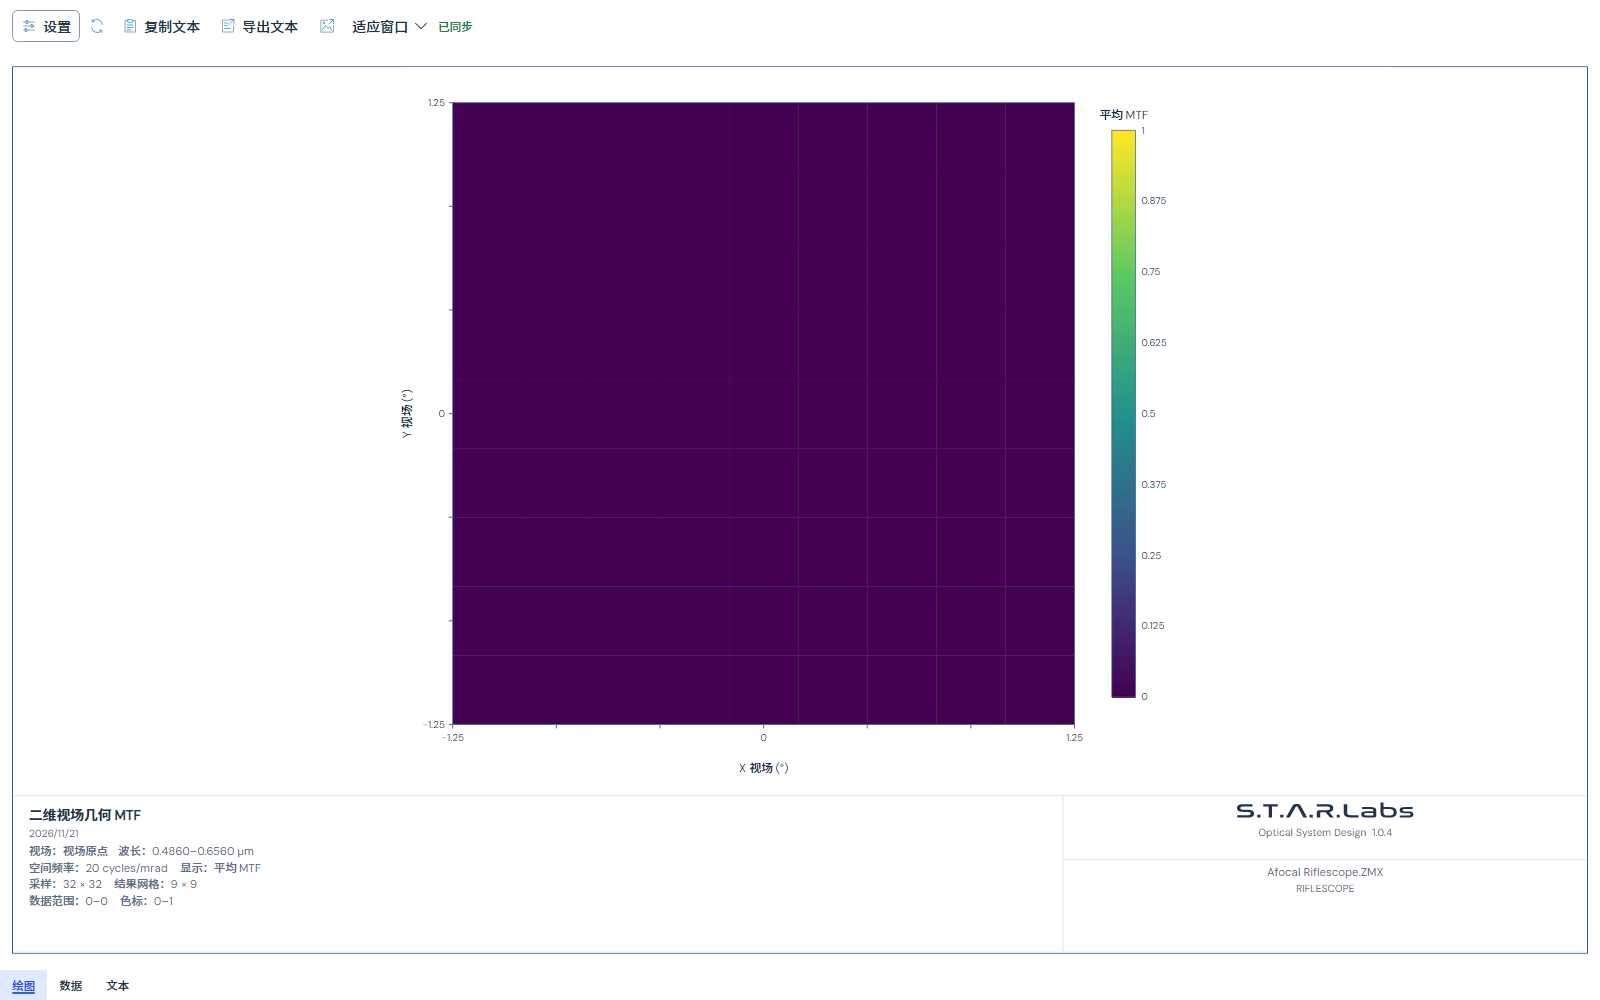 设置 复制文本 导出文本 适应窗口 已同步
1.25
0
-1.25
Y 视场 (°)
-1.25 0 1.25
X 视场 (°)
平均 MTF
1
0.875
0.75
0.625
0.5
0.375
0.25
0.125
0
二维视场几何 MTF
2026/11/21
视场：视场原点 波长：0.4860–0.6560 μm
空间频率：20 cycles/mrad 显示：平均 MTF
采样：32 × 32 结果网格：9 × 9
数据范围：0–0 色标：0–1
S.T.A.R.Labs
Optical System Design 1.0.4
Afocal Riflescope.ZMX
RIFLESCOPE
绘图 数据 文本